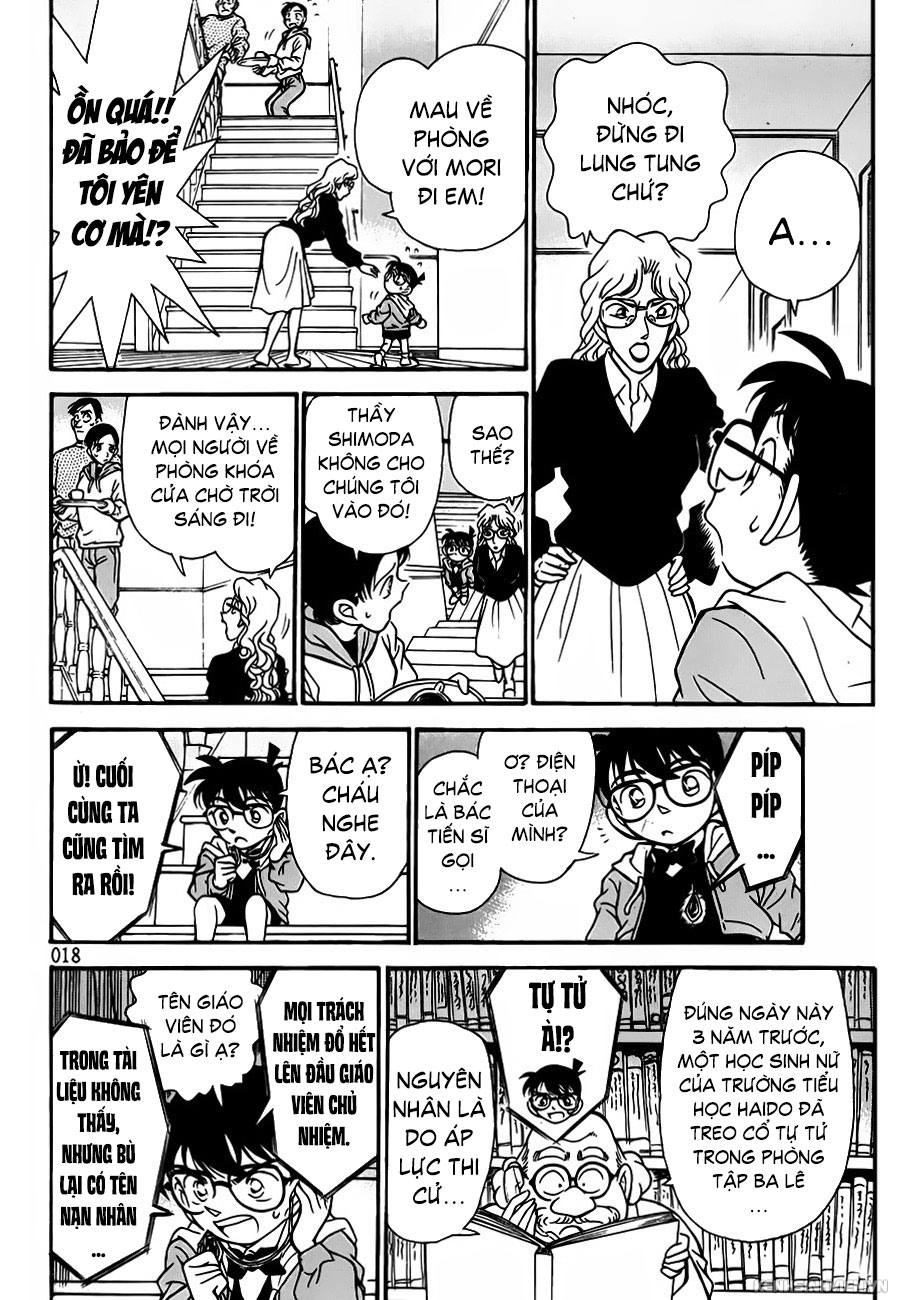 NHÓC,
ĐỪNG ĐI
LUNG TUNG
CHỨ?
A...
MAU VỀ
PHÒNG
VỚI MORI
ĐI EM!
ỒN QUÁ!!
ĐÃ BẢO ĐỂ
TÔI YÊN
CƠ MÀ!?
SAO
THẾ?
THẦY
SHIMODA
KHÔNG CHO
CHÚNG TÔI
VÀO ĐÓ!
ĐÀNH VẬY...
MỌI NGƯỜI VỀ
PHÒNG KHÓA
CỬA CHỜ TRỜI
SÁNG ĐI!
PÍP
PÍP
...
Ơ? ĐIỆN
THOẠI
CỦA
MÌNH?
CHẮC
LÀ BÁC
TIẾN SĨ
GỌI
...
BÁC Ạ?
CHÁU
NGHE
ĐÂY.
Ừ! CUỐI
CÙNG TA
CŨNG TÌM
RA RỒI!
018
ĐÚNG NGÀY NÀY
3 NĂM TRƯỚC,
MỘT HỌC SINH NỮ
CỦA TRƯỜNG TIỂU
HỌC HAIDO ĐÃ
TREO CỔ TỰ TỬ
TRONG PHÒNG
TẬP BA LÊ
...
TỰ TỬ
À!?
NGUYÊN
NHÂN LÀ
DO ÁP
LỰC THI
CỬ...
MỌI TRÁCH
NHIỆM ĐỔ HẾT
LÊN ĐẦU GIÁO
VIÊN CHỦ
NHIỆM.
TÊN GIÁO
VIÊN ĐÓ
LÀ GÌ Ạ?
TRONG TÀI
LIỆU KHÔNG
THẤY,
NHƯNG BÙ
LẠI CÓ TÊN
NẠN NHÂN
...